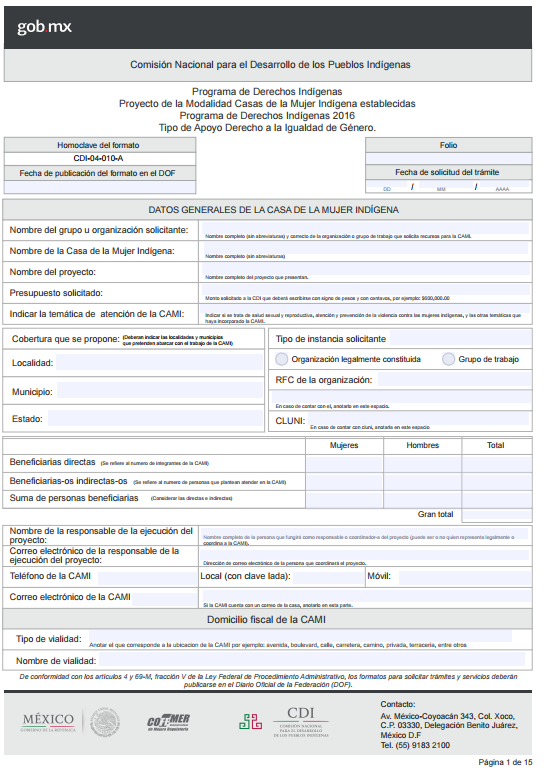 gob.mx
Comisión Nacional para el Desarrollo de los Pueblos Indígenas
Programa de Derechos Indígenas
Proyecto de la Modalidad Casas de la Mujer Indígena establecidas
Programa de Derechos Indígenas 2016
Tipo de Apoyo Derecho a la Igualdad de Género.
Homoclave del formato
CDI-04-010-A
Fecha de publicación del formato en el DOF
Folio
Fecha de solicitud del trámite
DD / MM / AAAA
DATOS GENERALES DE LA CASA DE LA MUJER INDÍGENA
Nombre del grupo u organización solicitante:
Nombre completo (sin abreviaturas) y correcto de la organización o grupo de trabajo que solicita recursos para la CAMI.
Nombre de la Casa de la Mujer Indígena:
Nombre completo (sin abreviaturas)
Nombre del proyecto:
Nombre completo del proyecto que presentan.
Presupuesto solicitado:
Monto solicitado a la CDI que deberá escribirse con signo de pesos y con centavos, por ejemplo: $000,000.00
Indicar la temática de atención de la CAMI:
Indicar si se trata de salud sexual y reproductiva, atención y prevención de la violencia contra las mujeres indígenas, y las otras temáticas que
haya incorporado la CAMI.
Cobertura que se propone: (Deberan indicar las localidades y municipios
que pretenden abarcar con el trabajo de la CAMI)
Localidad:
Municipio:
Estado:
Tipo de instancia solicitante
Organización legalmente constituida
Grupo de trabajo
RFC de la organización:
En caso de contar con el, anotarlo en este espacio.
CLUNI:
En caso de contar con cluni, anotarla en este espacio
Mujeres Hombres Total
Beneficiarias directas (Se refiere al numero de integrantes de la CAMI)
Beneficiarias-os indirectas-os (Se refiere al numero de personas que plantean atender en la CAMI)
Suma de personas beneficiarias (Considerar las directas e indirectas)
Gran total
Nombre de la responsable de la ejecución del
proyecto:
Nombre completo de la persona que fungirá como responsable o coordinador-a del proyecto (puede ser o no quien representa legalmente o
coordina a la CAMI).
Correo electrónico de la responsable de la
ejecución del proyecto:
Dirección de correo electrónico de la persona que coordinará el proyecto.
Teléfono de la CAMI
Local (con clave lada):
Móvil:
Correo electrónico de la CAMI
Si la CAMI cuenta con un correo de la casa, anotarlo en esta parte.
Domicilio fiscal de la CAMI
Tipo de vialidad:
Anotar el que corresponde a la ubicacion de la CAMI por ejemplo: avenida, boulevard, calle, carretera, camino, privada, terraceria, entre otros
Nombre de vialidad:
De conformidad con los artículos 4 y 69-M, fracción V de la Ley Federal de Procedimiento Administrativo, los formatos para solicitar trámites y servicios deberán
publicarse en el Diario Oficial de la Federación (DOF).
MÉXICO
GOBIERNO DE LA REPÚBLICA
COFEMER
de Mejora Regulatoria
CDI
COMISIÓN NACIONAL
PARA EL DESARROLLO
DE LOS PUEBLOS INDÍGENAS
Contacto:
Av. México-Coyoacán 343, Col. Xoco,
C.P. 03330, Delegación Benito Juárez,
México D.F
Tel. (55) 9183 2100
Página 1 de 15